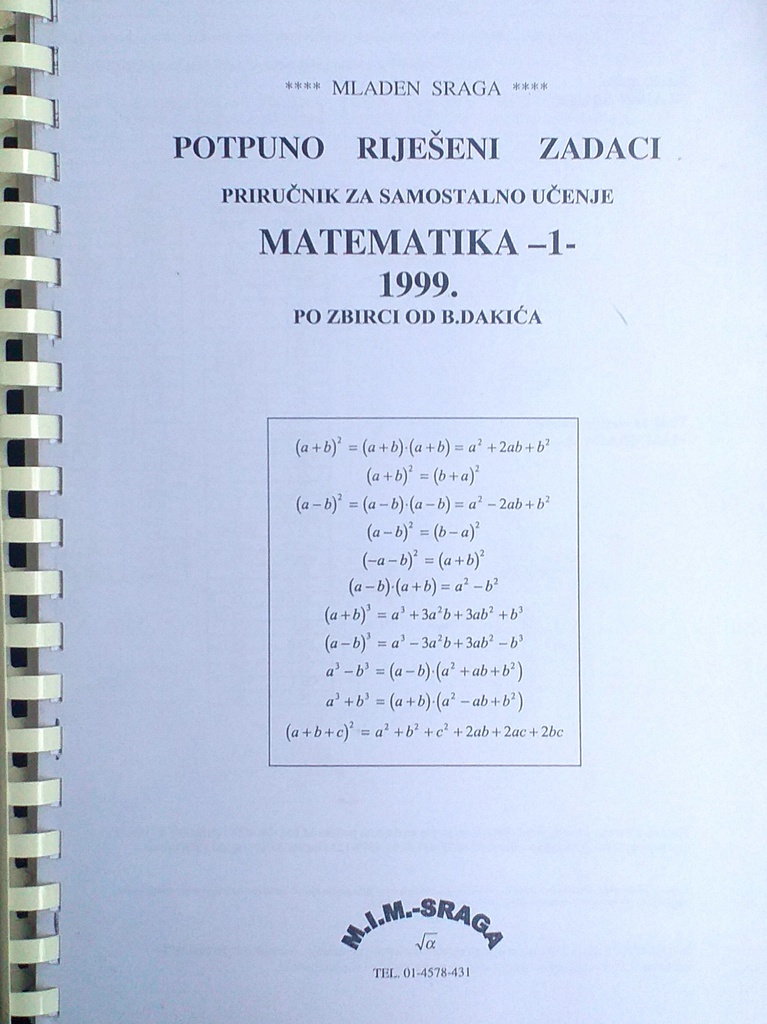 **** MLADEN SRAGA ****
POTPUNO RIJEŠENI ZADACI
PRIRUČNIK ZA SAMOSTALNO UČENJE
MATEMATIKA –1-
1999.
PO ZBIRCI OD B.DAKIĆA
(a+b)² = (a+b)·(a+b) = a² + 2ab + b²
(a+b)² = (b+a)²
(a−b)² = (a−b)·(a−b) = a² − 2ab + b²
(a−b)² = (b−a)²
(−a−b)² = (a+b)²
(a−b)·(a+b) = a² − b²
(a+b)³ = a³ + 3a²b + 3ab² + b³
(a−b)³ = a³ − 3a²b + 3ab² − b³
a³ − b³ = (a−b)·(a² + ab + b²)
a³ + b³ = (a+b)·(a² − ab + b²)
(a+b+c)² = a² + b² + c² + 2ab + 2ac + 2bc
M.I.M.-SRAGA
√α
TEL. 01-4578-431